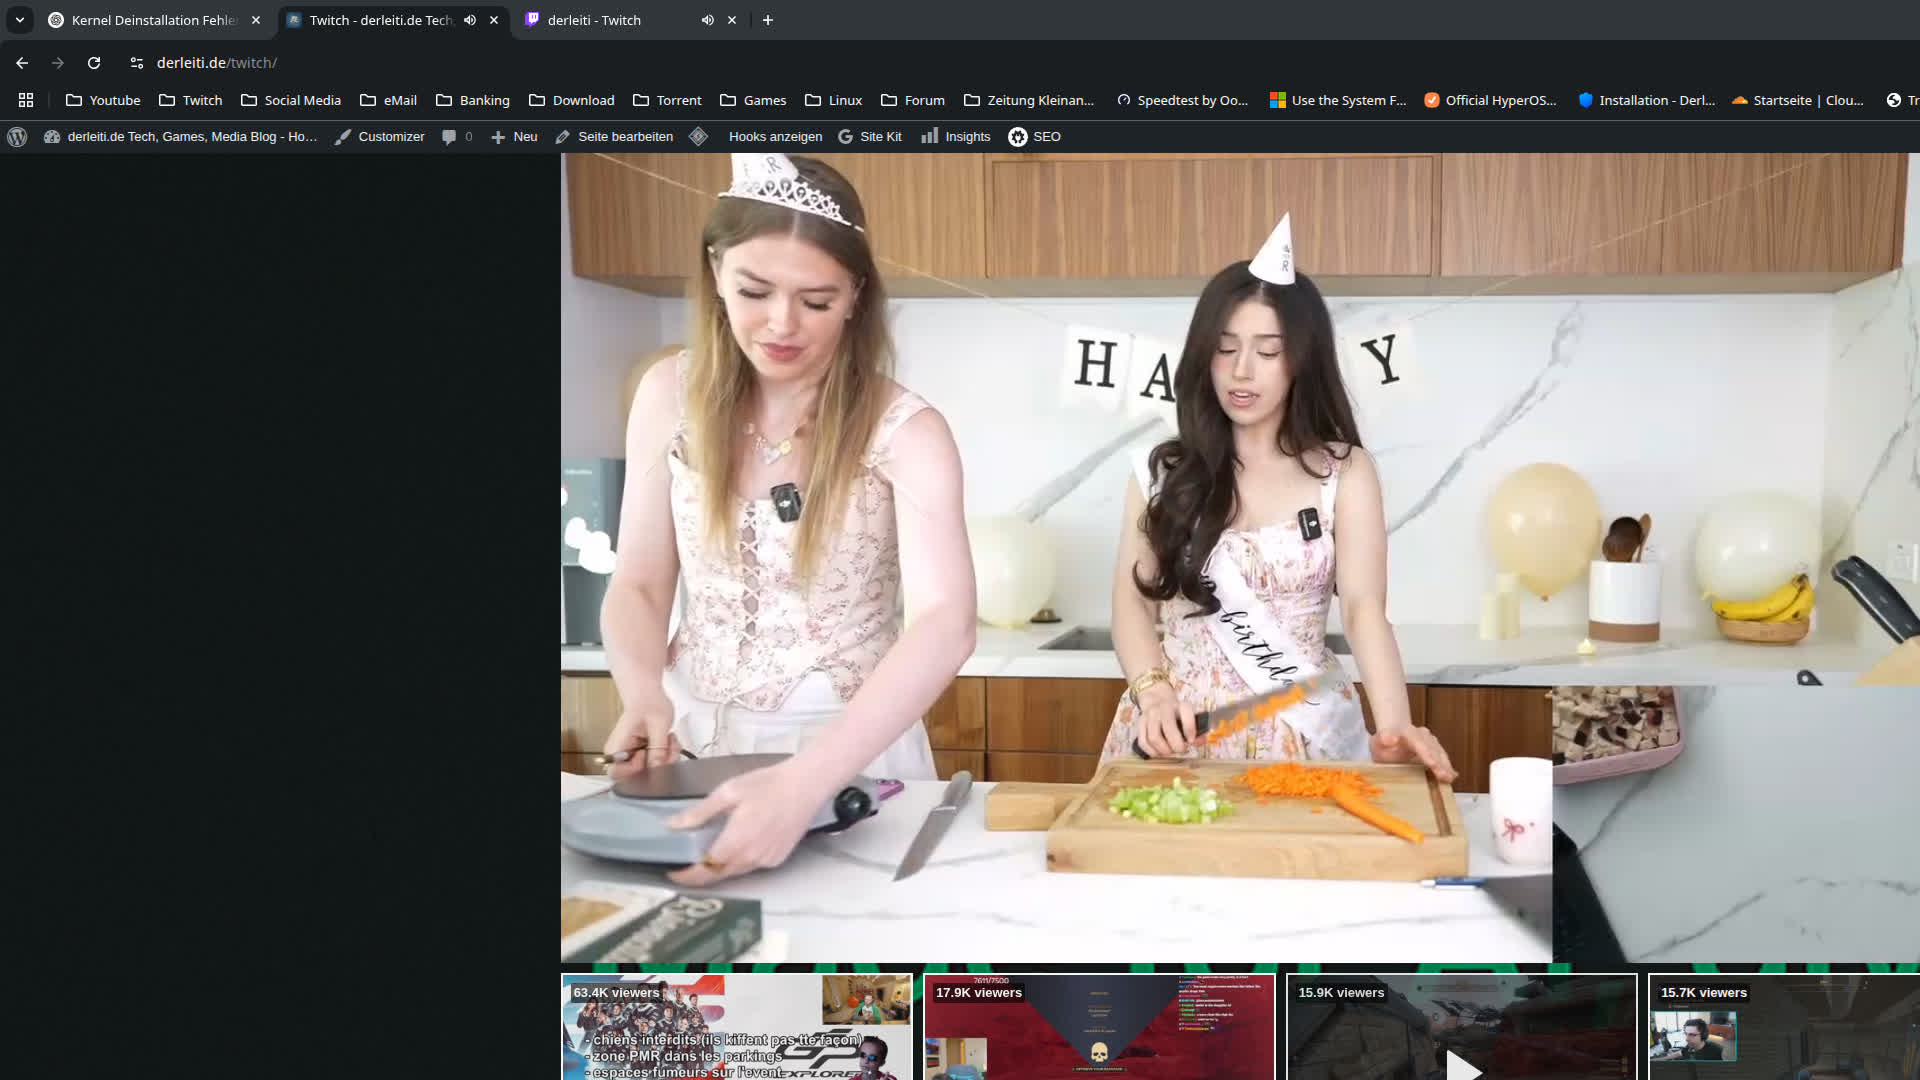 Kernel Deinstallation Fehle
Twitch - derleiti.de Tech,
derleiti - Twitch
derleiti.de/twitch/
Youtube
Twitch
Social Media
eMail
Banking
Download
Torrent
Games
Linux
Forum
Zeitung Kleinan...
Speedtest by Oo...
Use the System F...
Official HyperOS...
Installation - Derl...
Startseite | Clou...
Tr
derleiti.de Tech, Games, Media Blog - Ho…
Customizer
0
Neu
Seite bearbeiten
Hooks anzeigen
Site Kit
Insights
SEO
R
HA
Y
birthda
63.4K viewers
- chiens interdits (ils kiffent pas tte façon)
- zone PMR dans les parkings
- espaces fumeurs sur l'event
EXPLORE
7611/7500
17.9K viewers
15.9K viewers
15.7K viewers